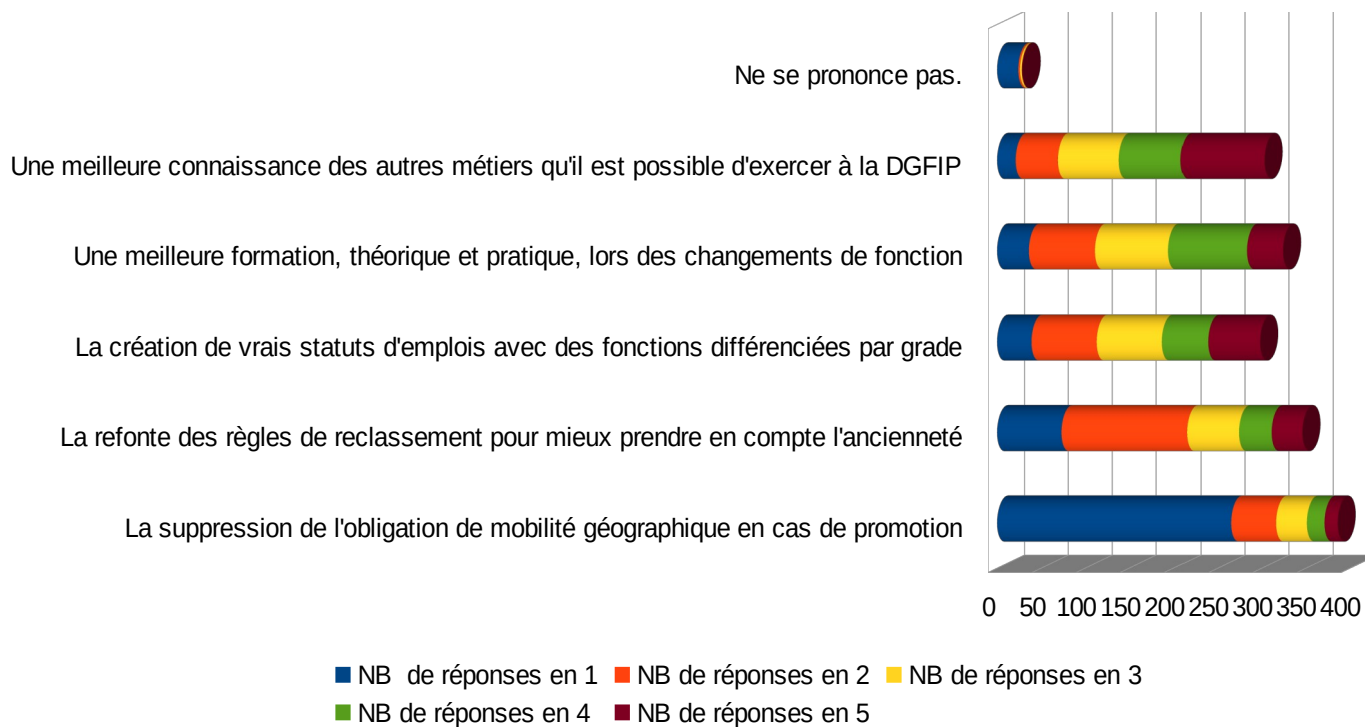 Ne se prononce pas.
Une meilleure connaissance des autres métiers qu'il est possible d'exercer à la DGFIP
Une meilleure formation, théorique et pratique, lors des changements de fonction
La création de vrais statuts d'emplois avec des fonctions différenciées par grade
La refonte des règles de reclassement pour mieux prendre en compte l'ancienneté
La suppression de l'obligation de mobilité géographique en cas de promotion
0 50 100 150 200 250 300 350 400
NB de réponses en 1 NB de réponses en 2 NB de réponses en 3
NB de réponses en 4 NB de réponses en 5